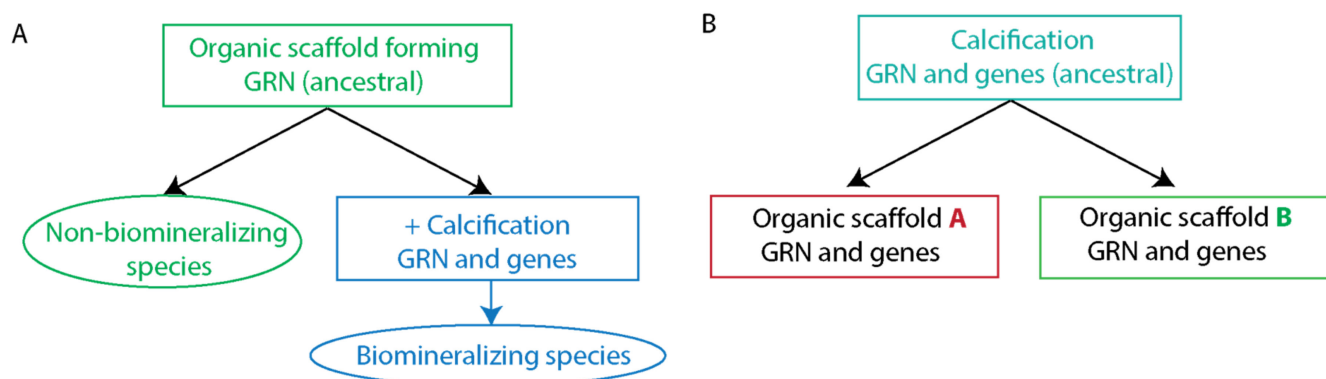 A
Organic scaffold forming
GRN (ancestral)
Non-biomineralizing
species
+ Calcification
GRN and genes
Biomineralizing species
B
Calcification
GRN and genes (ancestral)
Organic scaffold A
GRN and genes
Organic scaffold B
GRN and genes